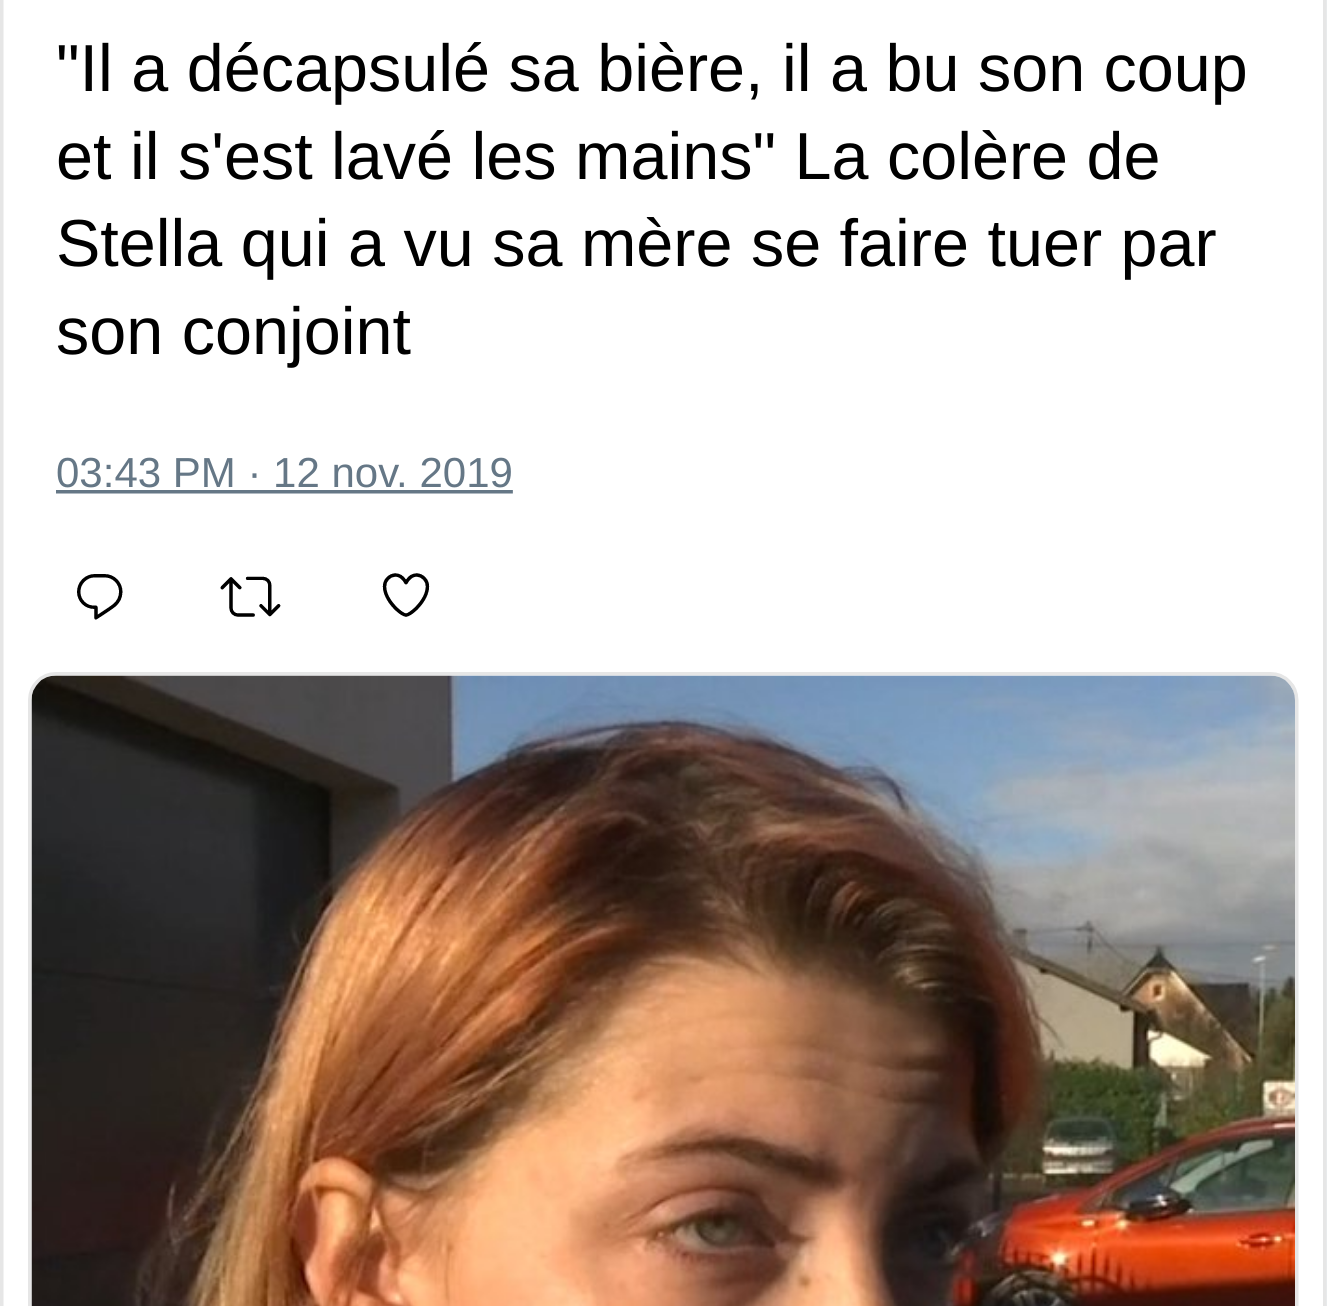 "Il a décapsulé sa bière, il a bu son coup
et il s'est lavé les mains" La colère de
Stella qui a vu sa mère se faire tuer par
son conjoint
03:43 PM · 12 nov. 2019